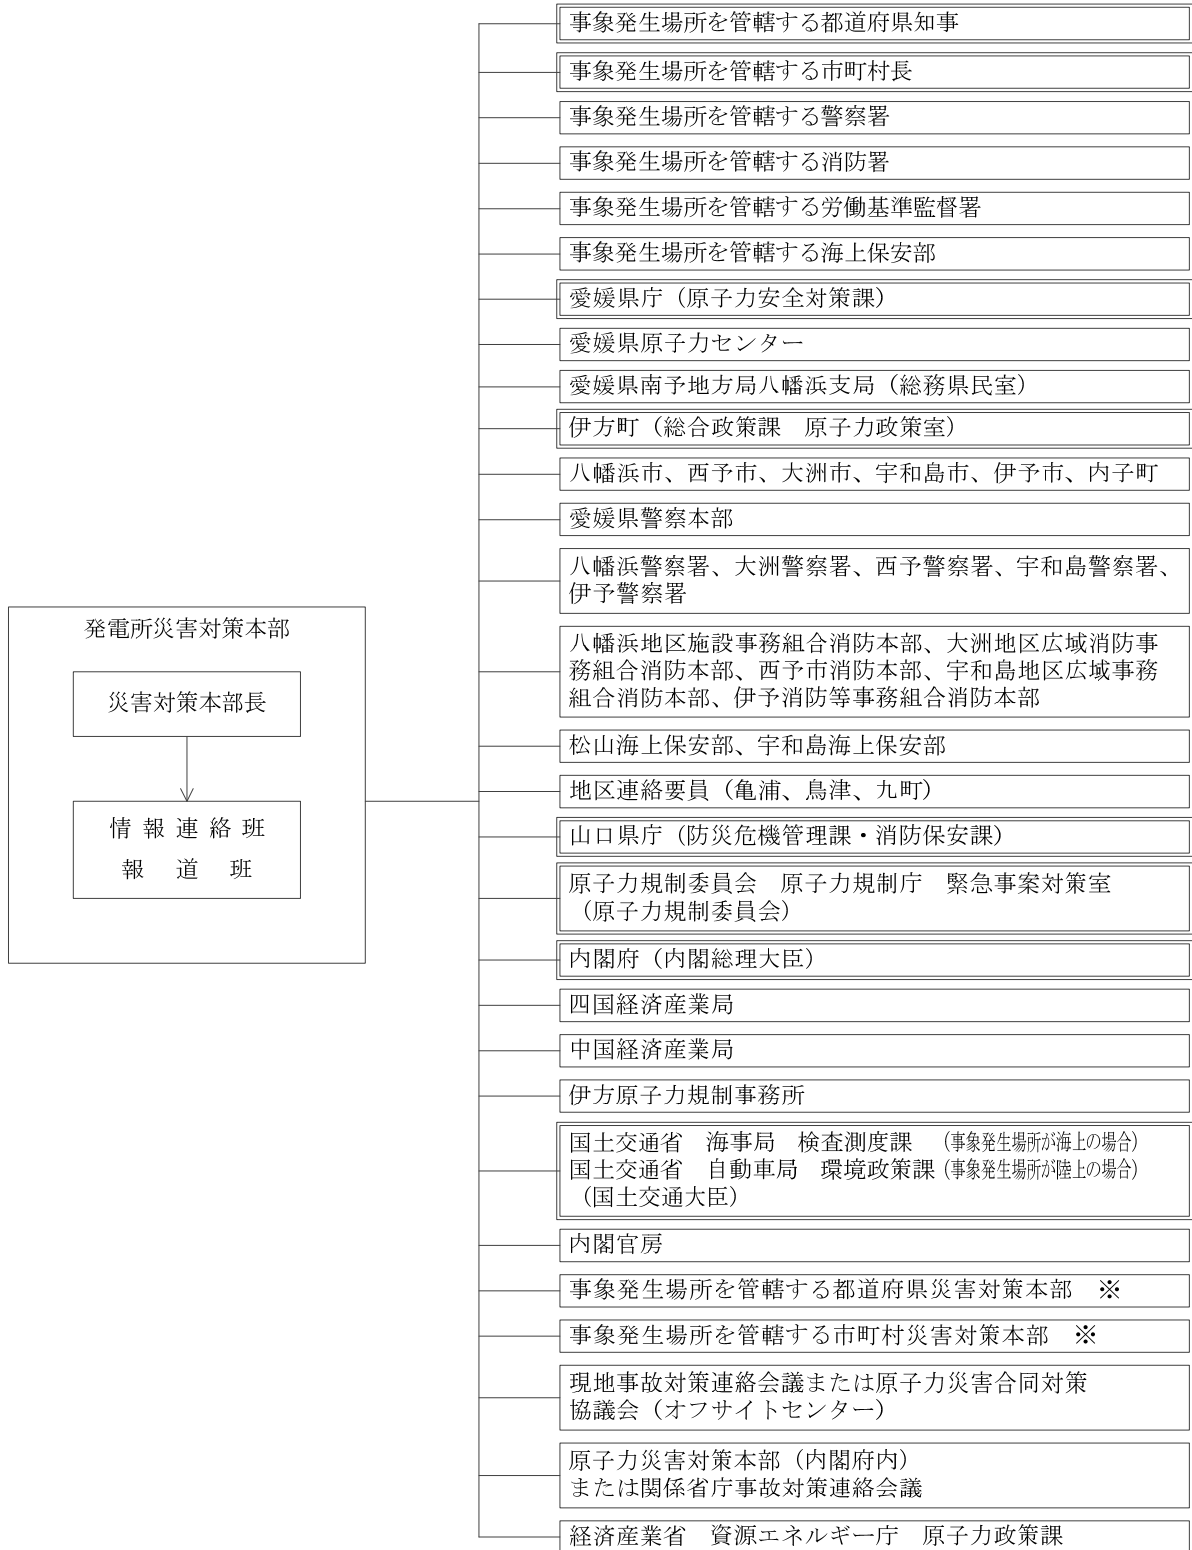 事象発生場所を管轄する都道府県知事
事象発生場所を管轄する市町村長
事象発生場所を管轄する警察署
事象発生場所を管轄する消防署
事象発生場所を管轄する労働基準監督署
事象発生場所を管轄する海上保安部
愛媛県庁（原子力安全対策課）
愛媛県原子力センター
愛媛県南予地方局八幡浜支局（総務県民室）
伊方町（総合政策課　原子力政策室）
八幡浜市、西予市、大洲市、宇和島市、伊予市、内子町
愛媛県警察本部
八幡浜警察署、大洲警察署、西予警察署、宇和島警察署、
伊予警察署
発電所災害対策本部
災害対策本部長
情報連絡班
報道班
八幡浜地区施設事務組合消防本部、大洲地区広域消防事
務組合消防本部、西予市消防本部、宇和島地区広域事務
組合消防本部、伊予消防等事務組合消防本部
松山海上保安部、宇和島海上保安部
地区連絡要員（亀浦、鳥津、九町）
山口県庁（防災危機管理課・消防保安課）
原子力規制委員会　原子力規制庁　緊急事案対策室
（原子力規制委員会）
内閣府（内閣総理大臣）
四国経済産業局
中国経済産業局
伊方原子力規制事務所
国土交通省　海事局　検査測度課　（事象発生場所が海上の場合）
国土交通省　自動車局　環境政策課（事象発生場所が陸上の場合）
（国土交通大臣）
内閣官房
事象発生場所を管轄する都道府県災害対策本部　※
事象発生場所を管轄する市町村災害対策本部　※
現地事故対策連絡会議または原子力災害合同対策
協議会（オフサイトセンター）
原子力災害対策本部（内閣府内）
または関係省庁事故対策連絡会議
経済産業省　資源エネルギー庁　原子力政策課